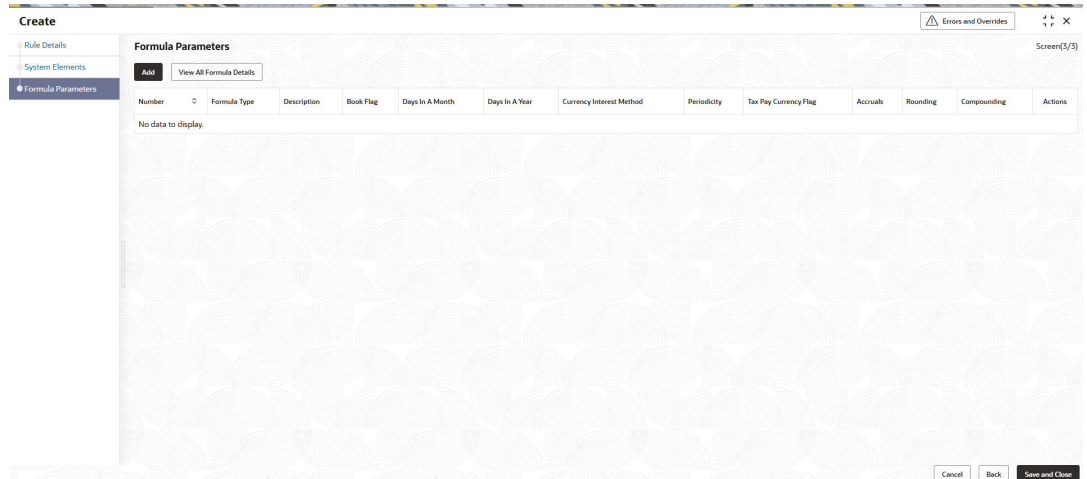 Create
Errors and Overrides
Rule Details
System Elements
Formula Parameters
Formula Parameters
Screen(3/3)
Add
View All Formula Details
Number Formula Type Description Book Flag Days In A Month Days In A Year Currency Interest Method Periodicity Tax Pay Currency Flag Accruals Rounding Compounding Actions
No data to display.
Cancel Back Save and Close